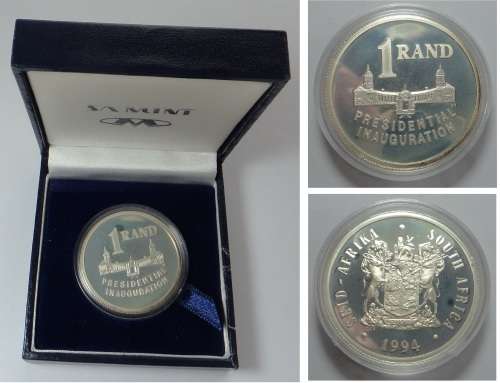 SA MINT
1 RAND
PRESIDENTIAL
INAUGURATION
1 RAND
PRESIDENTIAL
INAUGURATION
SUID-AFRIKA SOUTH AFRICA
1994